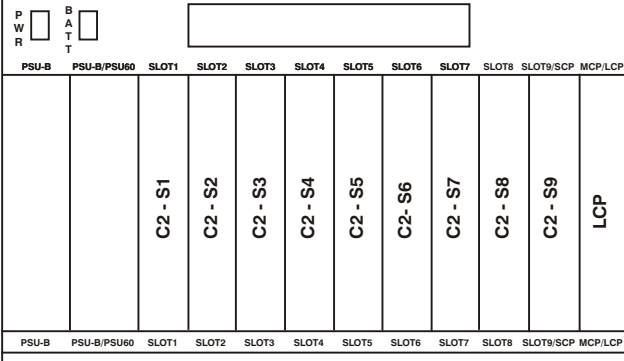 PWR
BATT
PSU-B PSU-B/PSU60 SLOT1 SLOT2 SLOT3 SLOT4 SLOT5 SLOT6 SLOT7 SLOT8 SLOT9/SCP MCP/LCP
C2 - S1
C2 - S2
C2 - S3
C2 - S4
C2 - S5
C2- S6
C2 - S7
C2 - S8
C2 - S9
LCP
PSU-B PSU-B/PSU60 SLOT1 SLOT2 SLOT3 SLOT4 SLOT5 SLOT6 SLOT7 SLOT8 SLOT9/SCP MCP/LCP